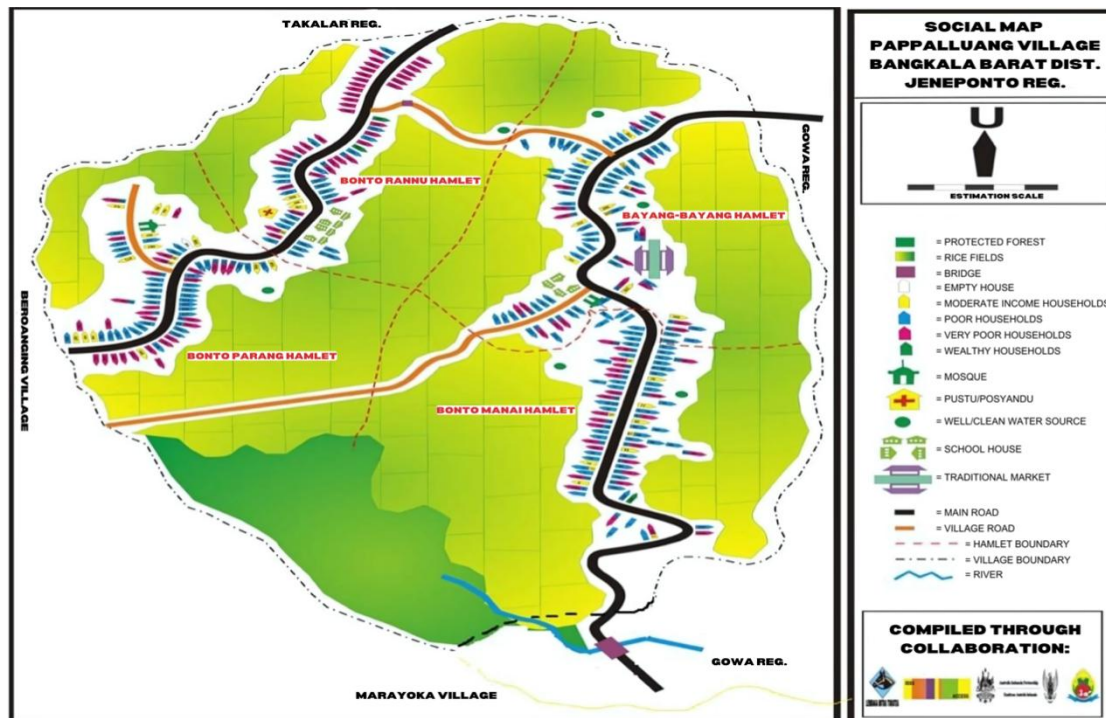 TAKALAR REG.
GOWA REG.
BONTO RANNU HAMLET
BAYANG-BAYANG HAMLET
BEROANGING VILLAGE
BONTO PARANG HAMLET
BONTO MANAI HAMLET
GOWA REG.
MARAYOKA VILLAGE
SOCIAL MAP
PAPPALLUANG VILLAGE
BANGKALA BARAT DIST.
JENEPONTO REG.
U
ESTIMATION SCALE
= PROTECTED FOREST
= RICE FIELDS
= BRIDGE
= EMPTY HOUSE
= MODERATE INCOME HOUSEHOLDS
= POOR HOUSEHOLDS
= VERY POOR HOUSEHOLDS
= WEALTHY HOUSEHOLDS
= MOSQUE
= PUSTU/POSYANDU
= WELL/CLEAN WATER SOURCE
= SCHOOL HOUSE
= TRADITIONAL MARKET
= MAIN ROAD
= VILLAGE ROAD
= HAMLET BOUNDARY
= VILLAGE BOUNDARY
= RIVER
COMPILED THROUGH
COLLABORATION: